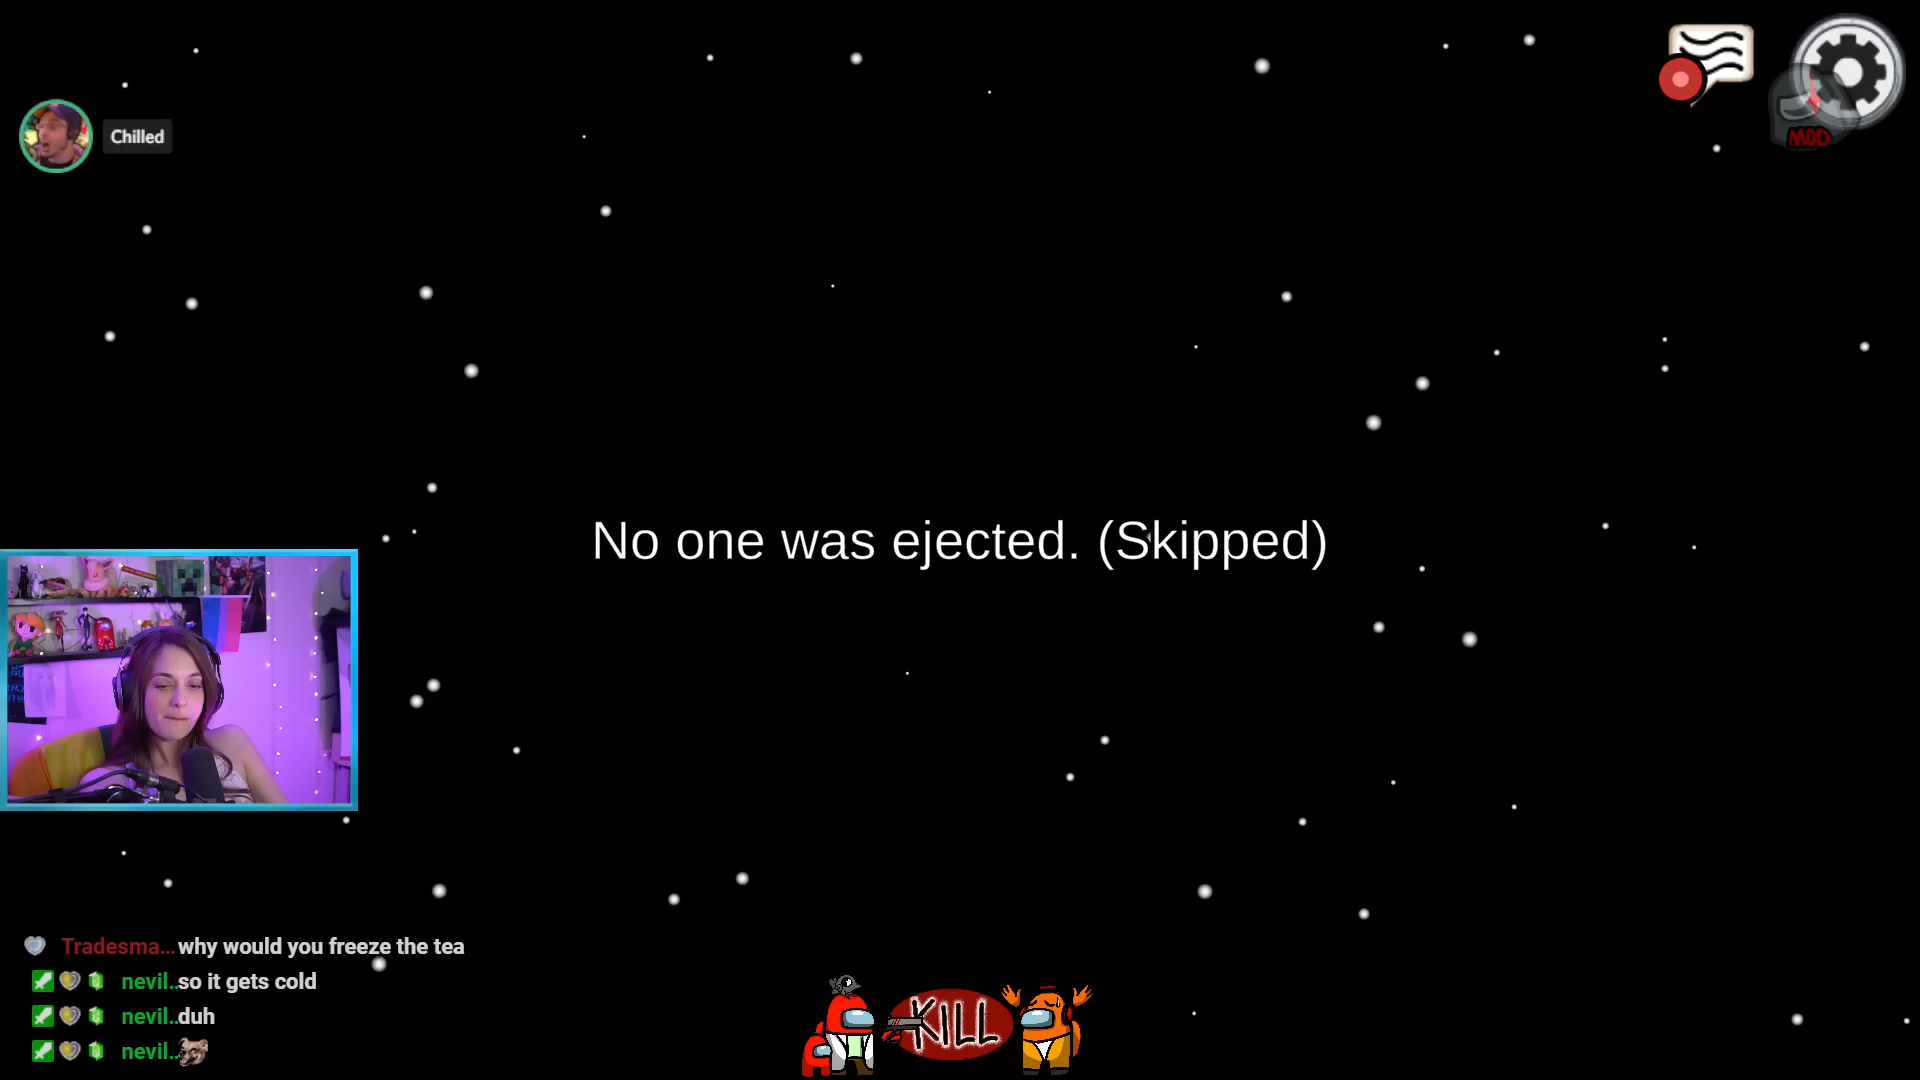 Chilled
MOD
No one was ejected. (Skipped)
Tradesma... why would you freeze the tea
nevil.. so it gets cold
nevil.. duh
nevil..
KILL